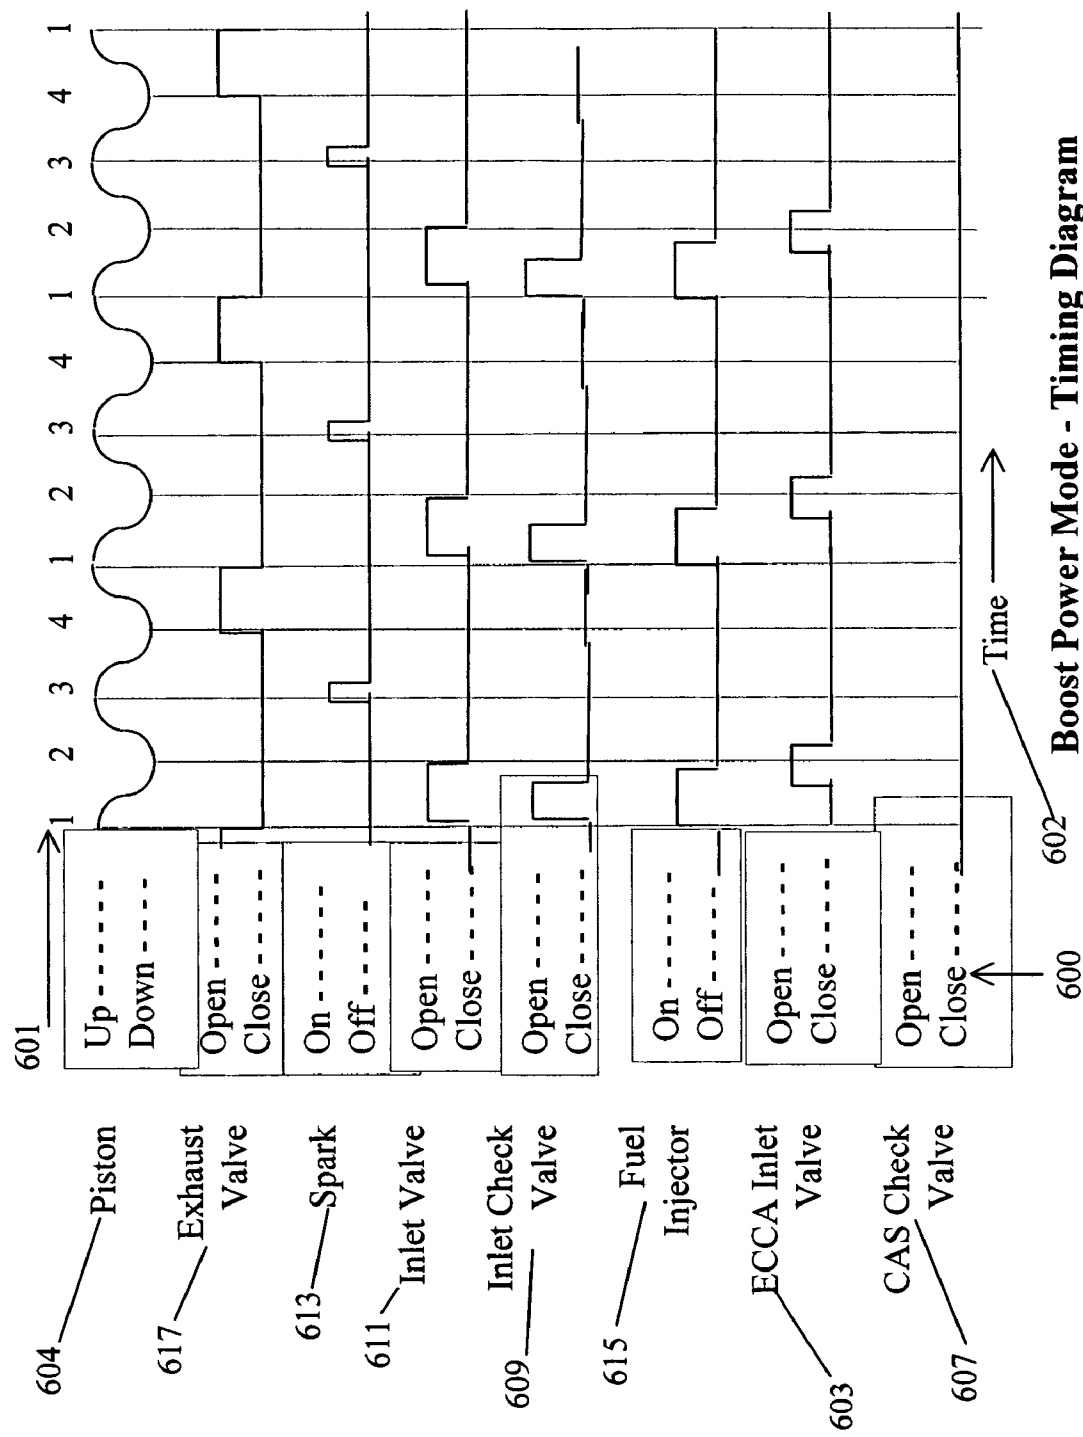 601
1 2 3 4 1 2 3 4 1 2 3 4 1
604
Piston
Up
Down
617
Exhaust
Valve
Open
Close
613
Spark
On
Off
611
Inlet Valve
Open
Close
609
Inlet Check
Valve
Open
Close
615
Fuel
Injector
On
Off
603
ECCA Inlet
Valve
Open
Close
607
CAS Check
Valve
Open
Close
600
602
Time
Boost Power Mode - Timing Diagram